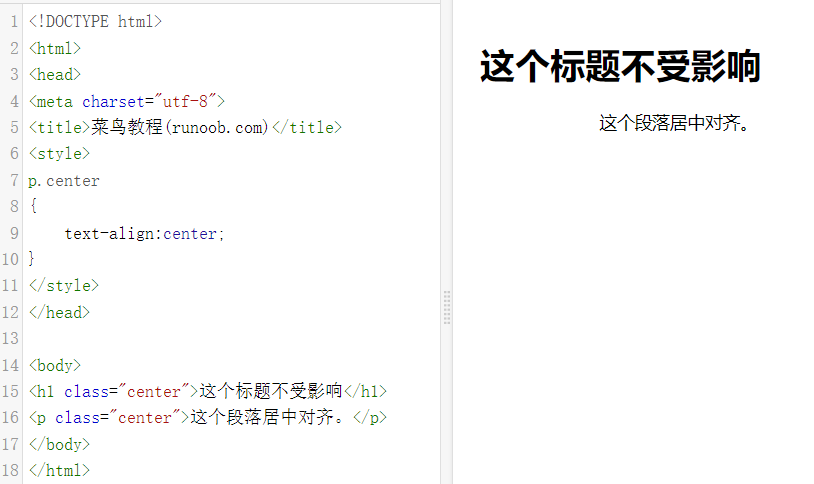 1 <!DOCTYPE html>
2 <html>
3 <head>
4 <meta charset="utf-8">
5 <title>菜鸟教程(runoob.com)</title>
6 <style>
7 p.center
8 {
9     text-align:center;
10 }
11 </style>
12 </head>
13
14 <body>
15 <h1 class="center">这个标题不受影响</h1>
16 <p class="center">这个段落居中对齐。</p>
17 </body>
18 </html>
这个标题不受影响
这个段落居中对齐。